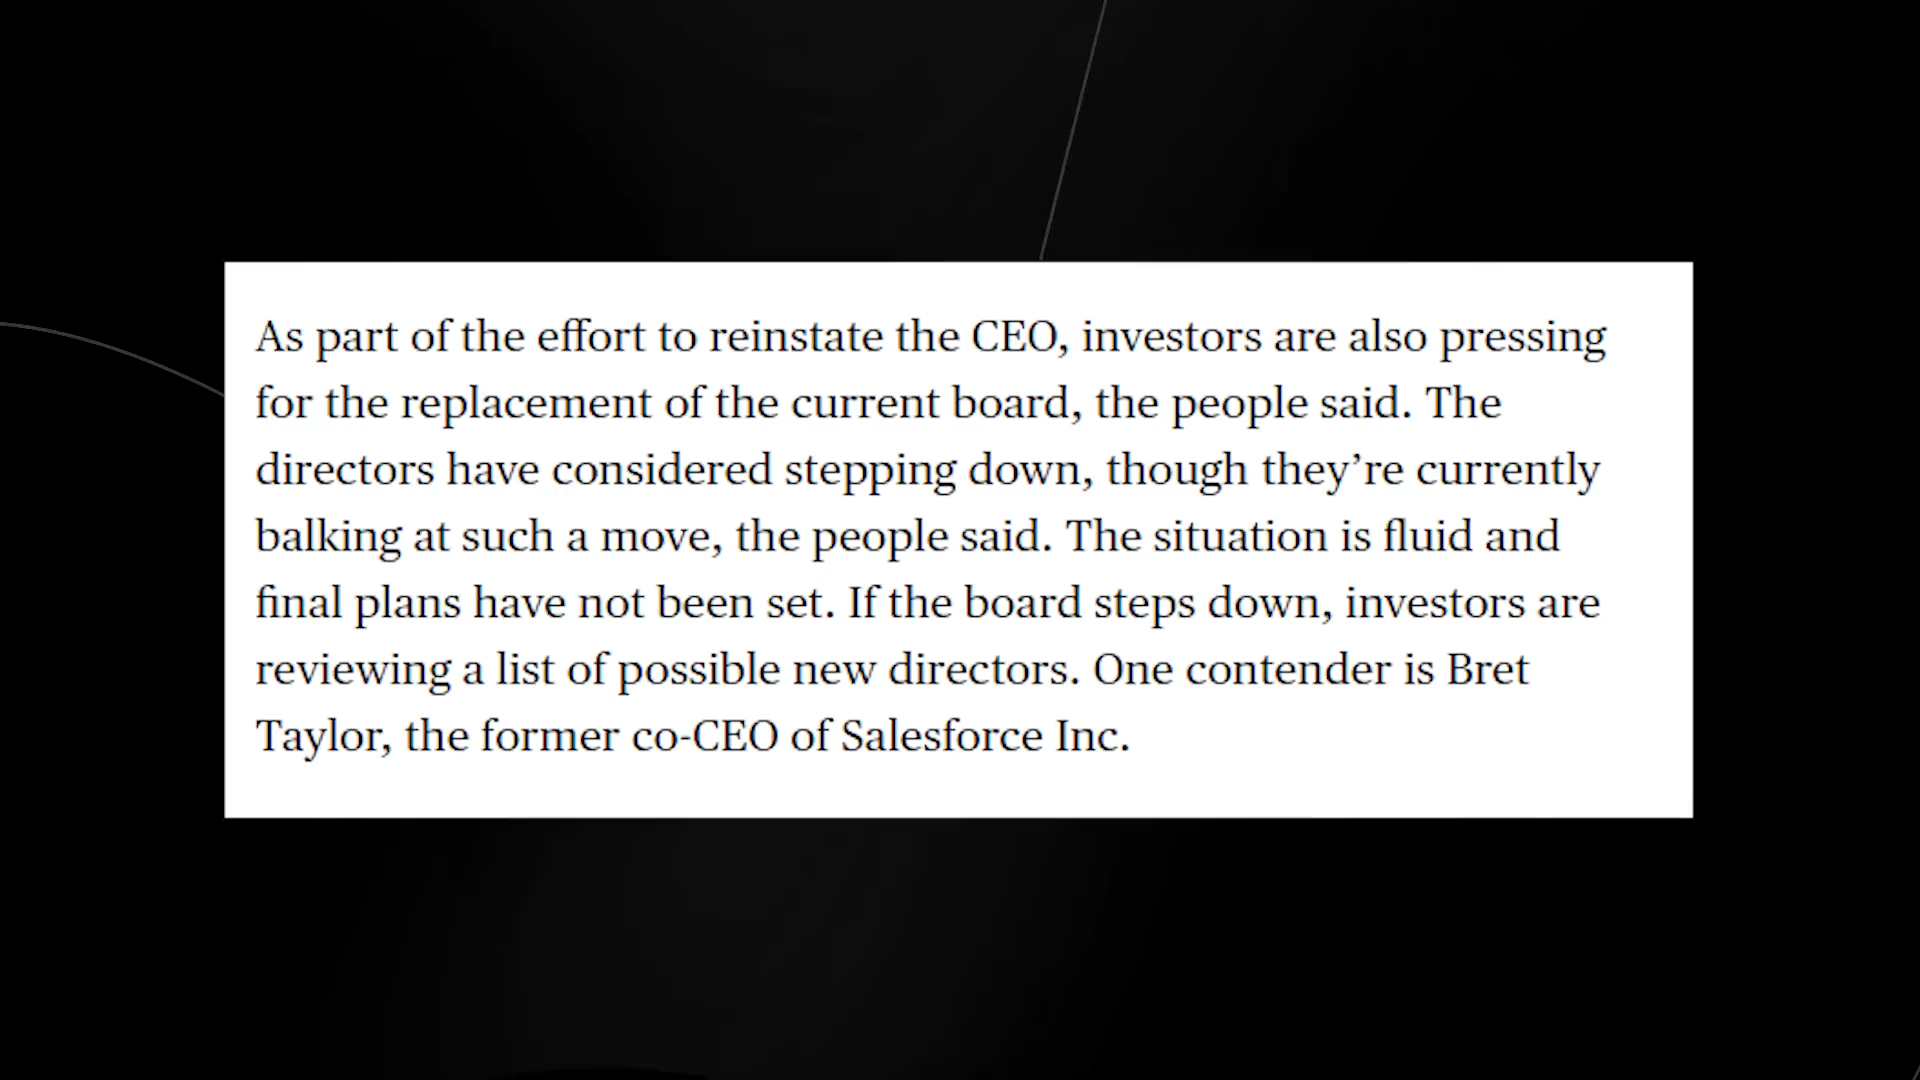 As part of the effort to reinstate the CEO, investors are also pressing
for the replacement of the current board, the people said. The
directors have considered stepping down, though they’re currently
balking at such a move, the people said. The situation is fluid and
final plans have not been set. If the board steps down, investors are
reviewing a list of possible new directors. One contender is Bret
Taylor, the former co-CEO of Salesforce Inc.